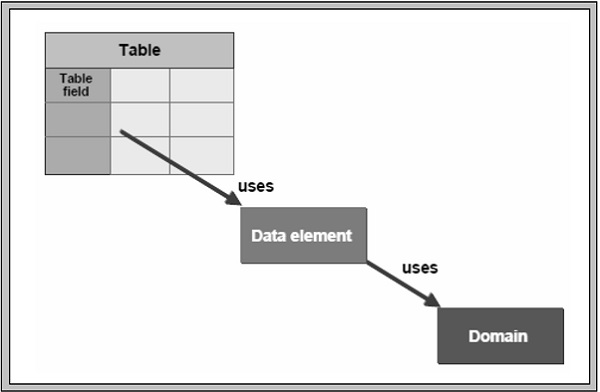 Table
Table
field
uses
Data element
uses
Domain